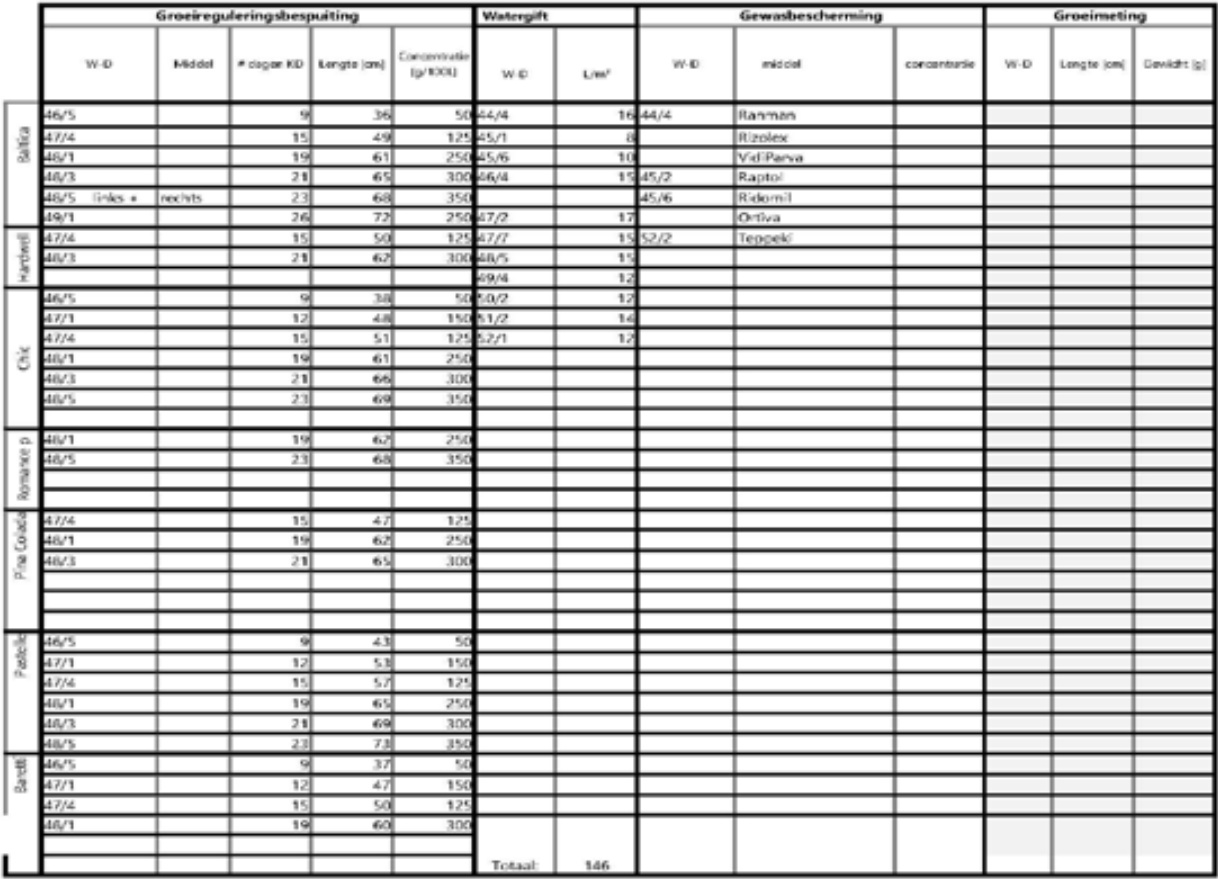 Groeireguleringsbespuiting Watergift Gewasbescherming Groeimeting
W-D Middel # dagen KD Lengte (cm) Concentratie (g/100L) W-D L/m² W-D middel concentratie W-D Lengte (cm) Gewicht (g)
Baltica
46/5 9 36 50 44/4 16 44/4 Ranman
47/4 15 49 125 45/1 8 Rizolex
48/1 19 61 250 45/6 10 VidiParva
48/3 21 65 300 46/4 15 45/2 Raptol
48/5 links + rechts 23 68 350 45/6 Ridomil
49/1 26 72 250 47/2 17 Ortiva
Hardwell
47/4 15 50 125 47/7 15 52/2 Teppeki
48/3 21 62 300 48/5 15
49/4 12
Chic
46/5 9 38 50 50/2 12
47/1 12 48 150 51/2 14
47/4 15 51 125 52/1 12
48/1 19 61 250
48/3 21 66 300
48/5 23 69 350
Romance p
48/1 19 62 250
48/5 23 68 350
Pina Colada
47/4 15 47 125
48/1 19 62 250
48/3 21 65 300
Pastelic
46/5 9 43 50
47/1 12 53 150
47/4 15 57 125
48/1 19 65 250
48/3 21 69 300
48/5 23 73 350
Baretti
46/5 9 37 50
47/1 12 47 150
47/4 15 50 125
48/1 19 60 300
Totaal: 146